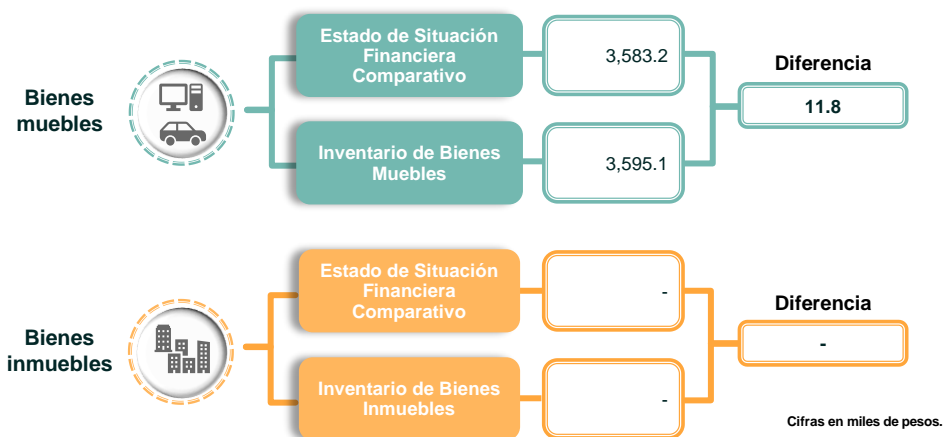 Bienes
muebles
Estado de Situación
Financiera
Comparativo
3,583.2
Inventario de Bienes
Muebles
3,595.1
Diferencia
11.8
Bienes
inmuebles
Estado de Situación
Financiera
Comparativo
-
Inventario de Bienes
Inmuebles
-
Diferencia
-
Cifras en miles de pesos.